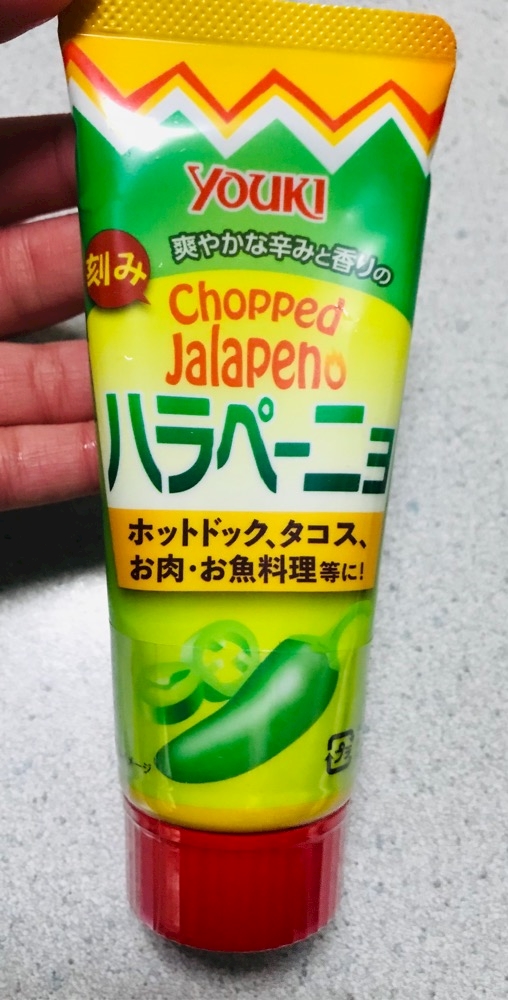 YOUKI
爽やかな辛みと香りの
刻み
Chopped
Jalapeno
ハラペーニョ
ホットドック、タコス、
お肉・お魚料理等に!
プラ